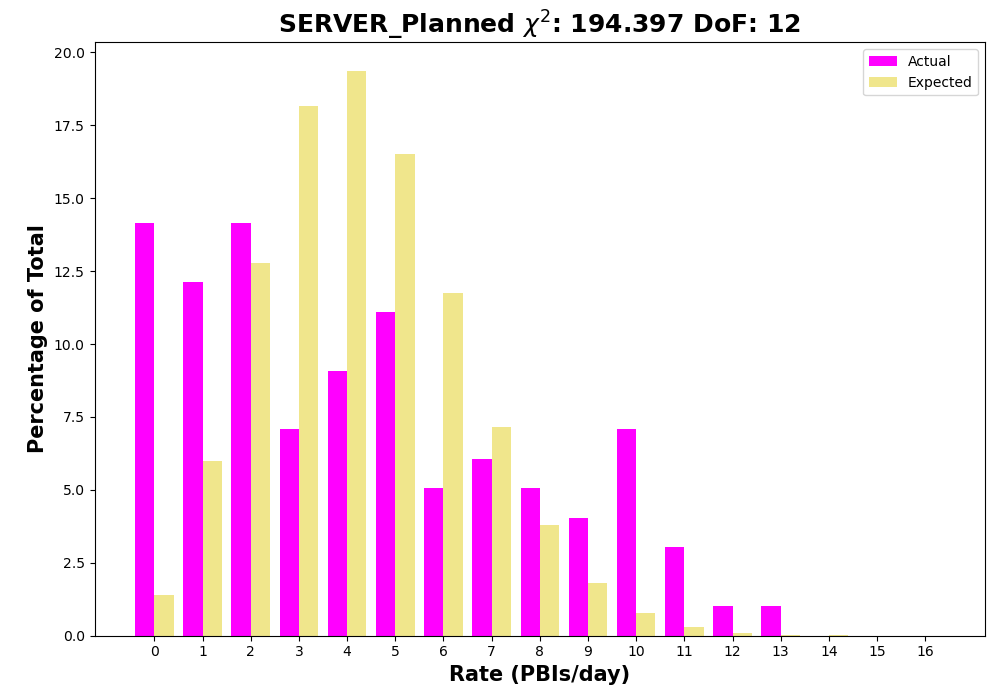 SERVER_Planned χ²: 194.397 DoF: 12
Actual
Expected
Percentage of Total
20.0
17.5
15.0
12.5
10.0
7.5
5.0
2.5
0.0
0 1 2 3 4 5 6 7 8 9 10 11 12 13 14 15 16
Rate (PBIs/day)